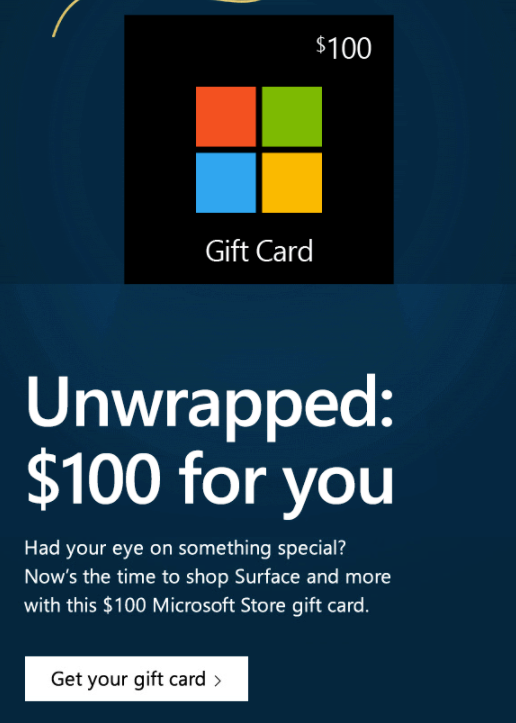 $100
Gift Card
Unwrapped:
$100 for you
Had your eye on something special?
Now's the time to shop Surface and more
with this $100 Microsoft Store gift card.
Get your gift card >